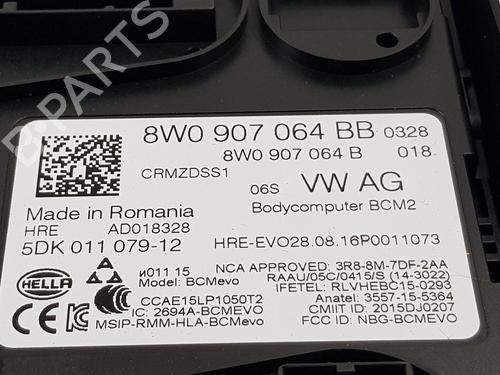 B-PARTS
8W0 907 064 BB 0328
8W0 907 064 B 018
CRMZDSS1
06S VW AG
Made in Romania
Bodycomputer BCM2
HRE AD018328
5DK 011 079-12 HRE-EVO28.08.16P0011073
HELLA
и011 15
Model: BCMevo
CCAE15LP1050T2
IC: 2694A-BCMEVO
MSIP-RMM-HLA-BCMevo
NCA APPROVED: 3R8-8M-7DF-2AA
RAAU/05C/0415/S (14-3022)
IFETEL: RLVHEBC15-0293
Anatel: 3557-15-5364
CMIIT ID: 2015DJ0207
FCC ID: NBG-BCMEVO